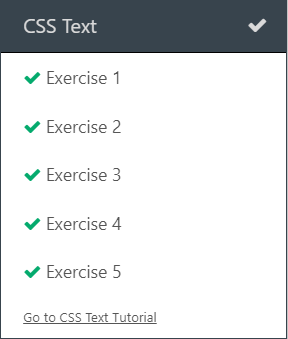 CSS Text
Exercise 1
Exercise 2
Exercise 3
Exercise 4
Exercise 5
Go to CSS Text Tutorial